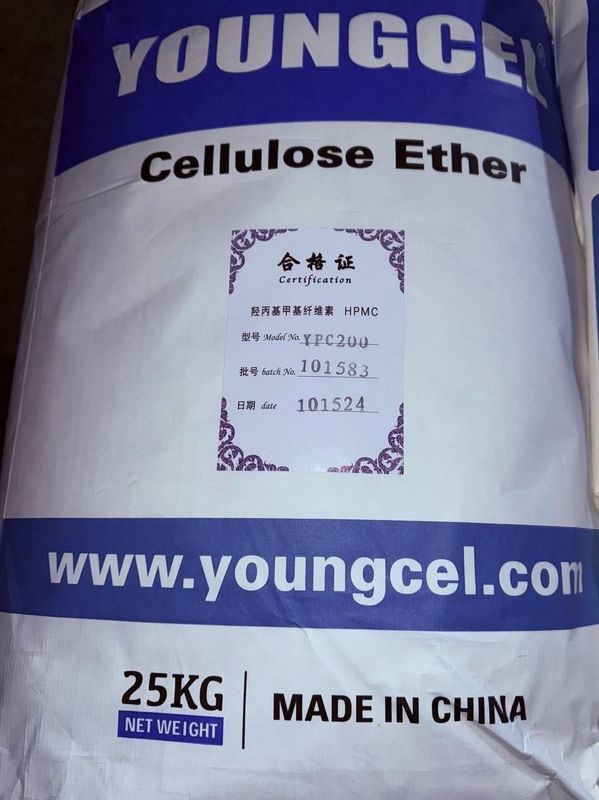 YOUNGCEL®
Cellulose Ether
合格证
Certification
羟丙基甲基纤维素 HPMC
型号 Model No. YPC200
批号 batch No. 101583
日期 date 101524
www.youngcel.com
25KG
NET WEIGHT
MADE IN CHINA